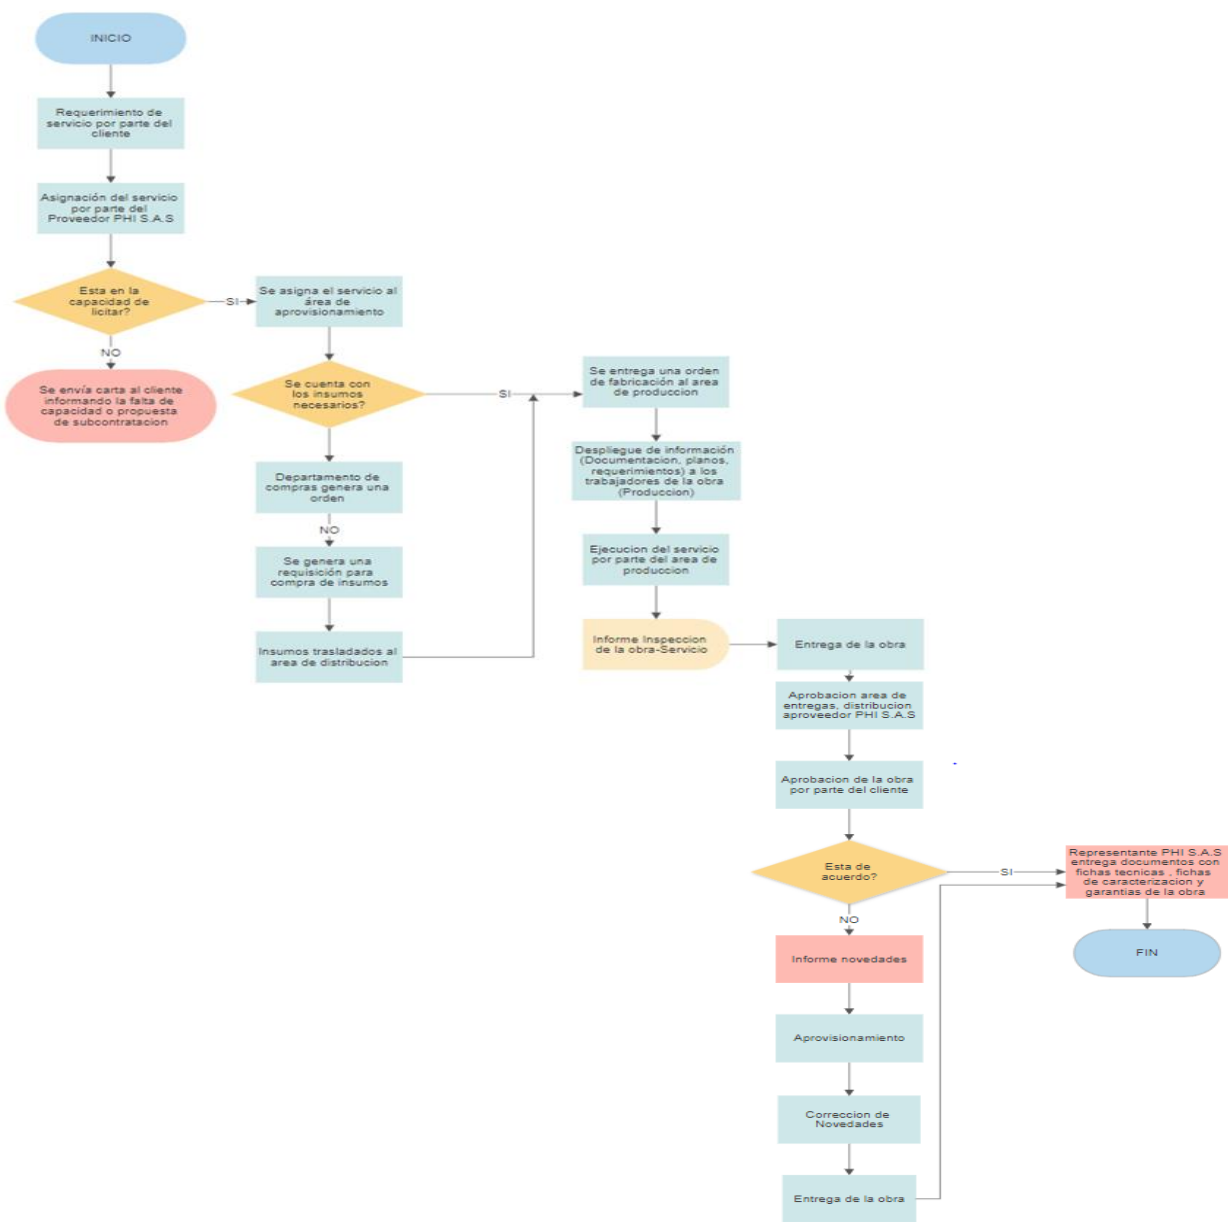 INICIO
Requerimiento de
servicio por parte del
cliente
Asignación del servicio
por parte del
Proveedor PHI S.A.S
Esta en la
capacidad de
licitar?
SI
NO
Se envía carta al cliente
informando la falta de
capacidad o propuesta
de subcontratacion
Se asigna el servicio al
área de
aprovisionamiento
Se cuenta con
los insumos
necesarios?
SI
Departamento de
compras genera una
orden
NO
Se genera una
requisición para
compra de insumos
Insumos trasladados al
area de distribucion
Se entrega una orden
de fabricación al area
de produccion
Despliegue de información
(Documentacion, planos,
requerimientos) a los
trabajadores de la obra
(Produccion)
Ejecucion del servicio
por parte del area de
produccion
Informe Inspeccion
de la obra-Servicio
Entrega de la obra
Aprobacion area de
entregas, distribucion
aproveedor PHI S.A.S
Aprobacion de la obra
por parte del cliente
Esta de
acuerdo?
SI
NO
Representante PHI S.A.S
entrega documentos con
fichas tecnicas , fichas
de caracterizacion y
garantias de la obra
FIN
Informe novedades
Aprovisionamiento
Correccion de
Novedades
Entrega de la obra